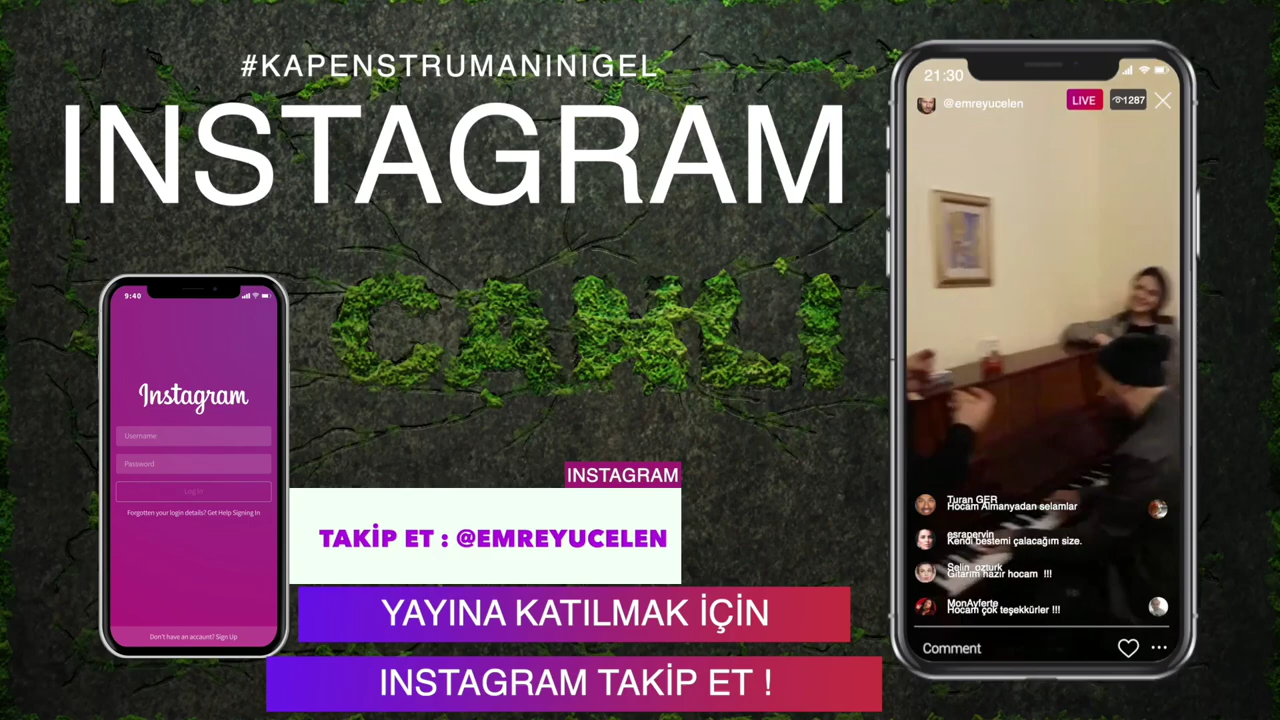 #KAPENSTRUMANINIGEL
INSTAGRAM
CANLI
9:40
Instagram
Username
Password
Log In
Forgotten your login details? Get Help Signing In
Don't have an accaunt? Sign Up
INSTAGRAM
TAKİP ET : @EMREYUCELEN
YAYINA KATILMAK İÇİN
INSTAGRAM TAKİP ET !
21:30
@emreyucelen
LIVE
1287
Turan GER
Hocam Almanyadan selamlar
esrapervin
Kendi bestemi çalacağım size.
Selin_ozturk
Gitarım hazır hocam !!!
MonAyferte
Hocam çok teşekkürler !!!
Comment